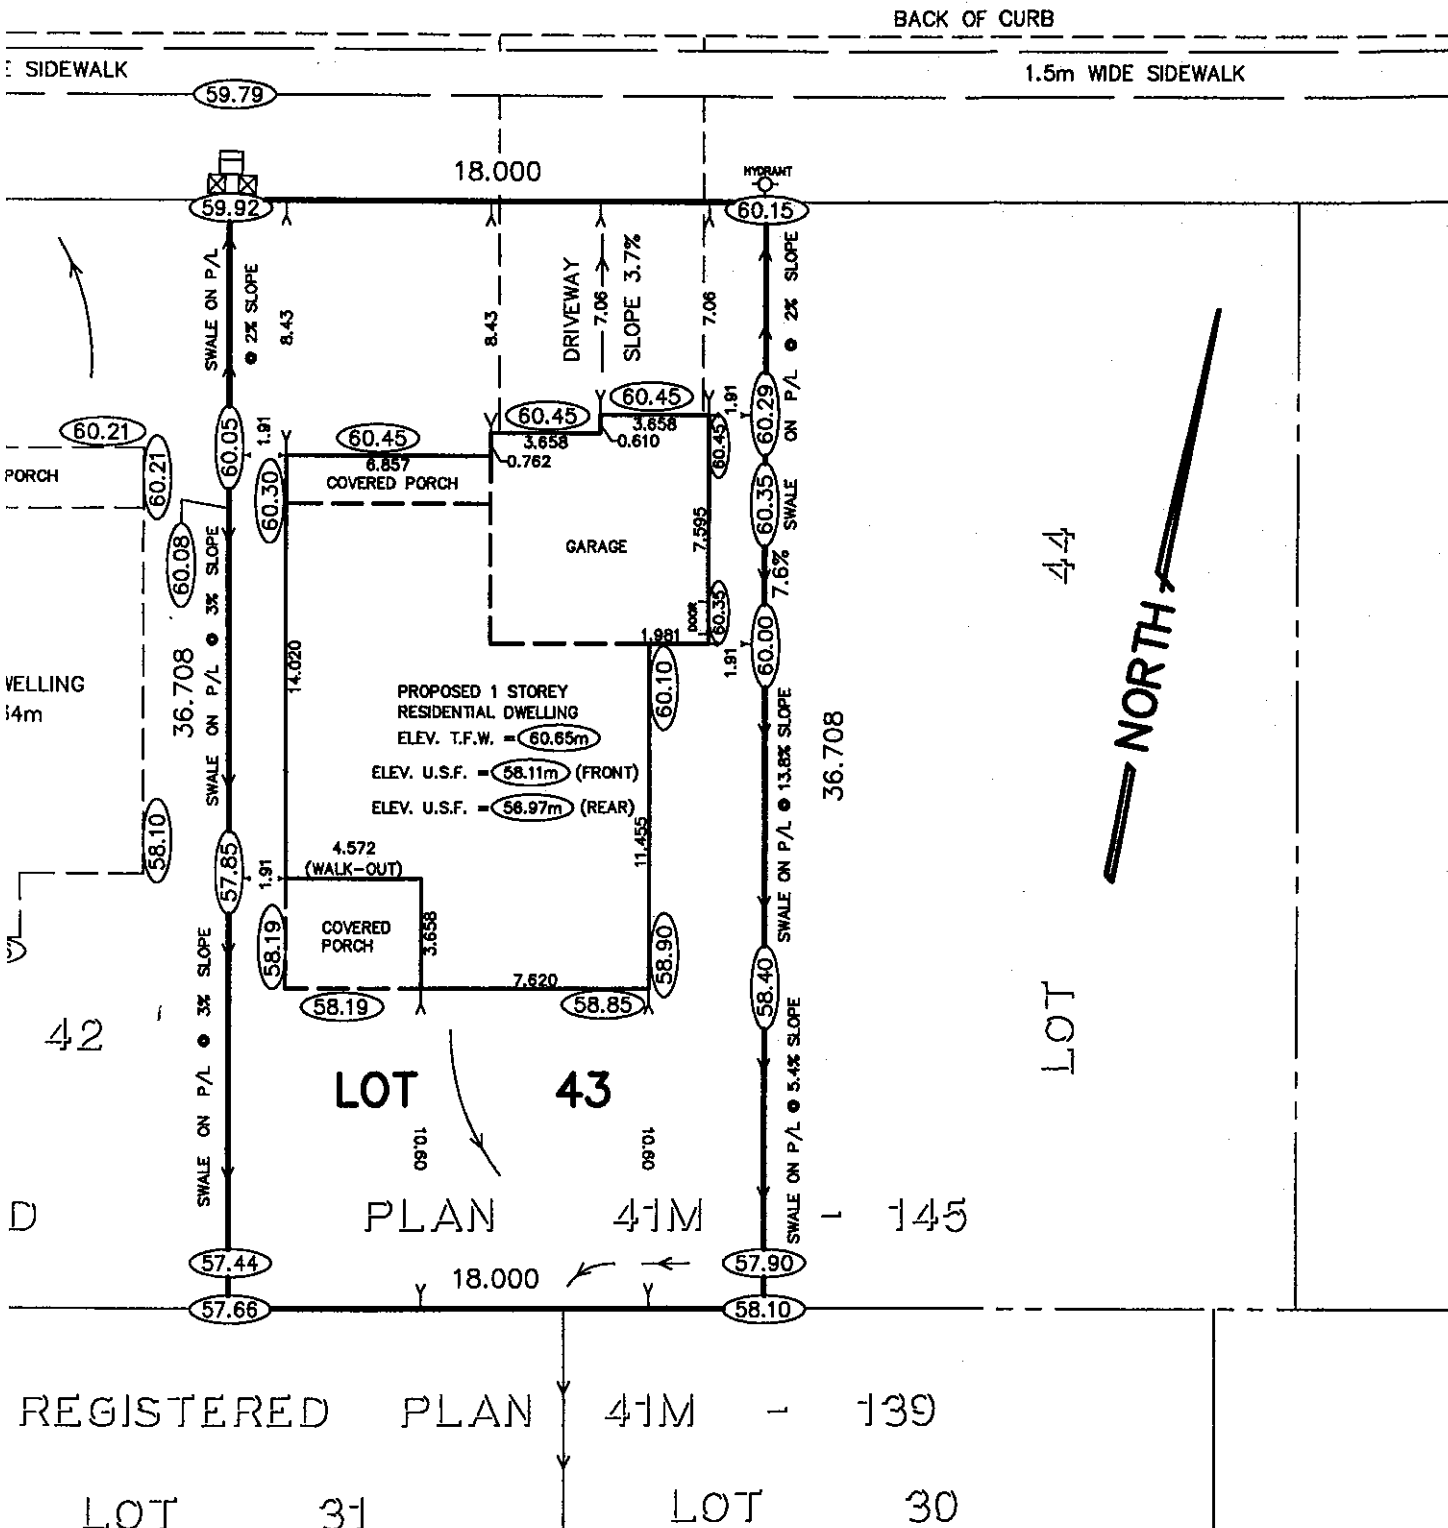 BACK OF CURB
E SIDEWALK
1.5m WIDE SIDEWALK
59.79
18.000
HYDRANT
59.92
60.15
SWALE ON P/L
@ 2% SLOPE
8.43
8.43
DRIVEWAY
7.06
SLOPE 3.7%
7.06
SWALE ON P/L @ 2% SLOPE
60.21
60.21
PORCH
60.05
1.91
60.45
6.857
COVERED PORCH
60.30
60.45
3.658
0.762
60.45
3.658
0.610
60.45
1.91
60.29
60.35
7.6%
60.08
GARAGE
7.595
DOOR
60.35
1.981
1.91
60.00
44
NORTH
SWALE ON P/L @ 3% SLOPE
36.708
14.020
60.10
PROPOSED 1 STOREY
RESIDENTIAL DWELLING
ELEV. T.F.W. = 60.65m
ELEV. U.S.F. = 58.11m (FRONT)
ELEV. U.S.F. = 56.97m (REAR)
WELLING
34m
SWALE ON P/L @ 13.8% SLOPE
36.708
11.455
58.10
57.85
1.91
4.572
(WALK-OUT)
COVERED
PORCH
3.658
58.19
58.19
7.620
58.85
58.90
58.40
SWALE ON P/L @ 3% SLOPE
SWALE ON P/L @ 5.4% SLOPE
42
LOT 43
LOT
10.60
10.60
D
PLAN 41M - 145
57.44
57.90
18.000
57.66
58.10
REGISTERED PLAN 41M - 139
LOT 31
LOT 30